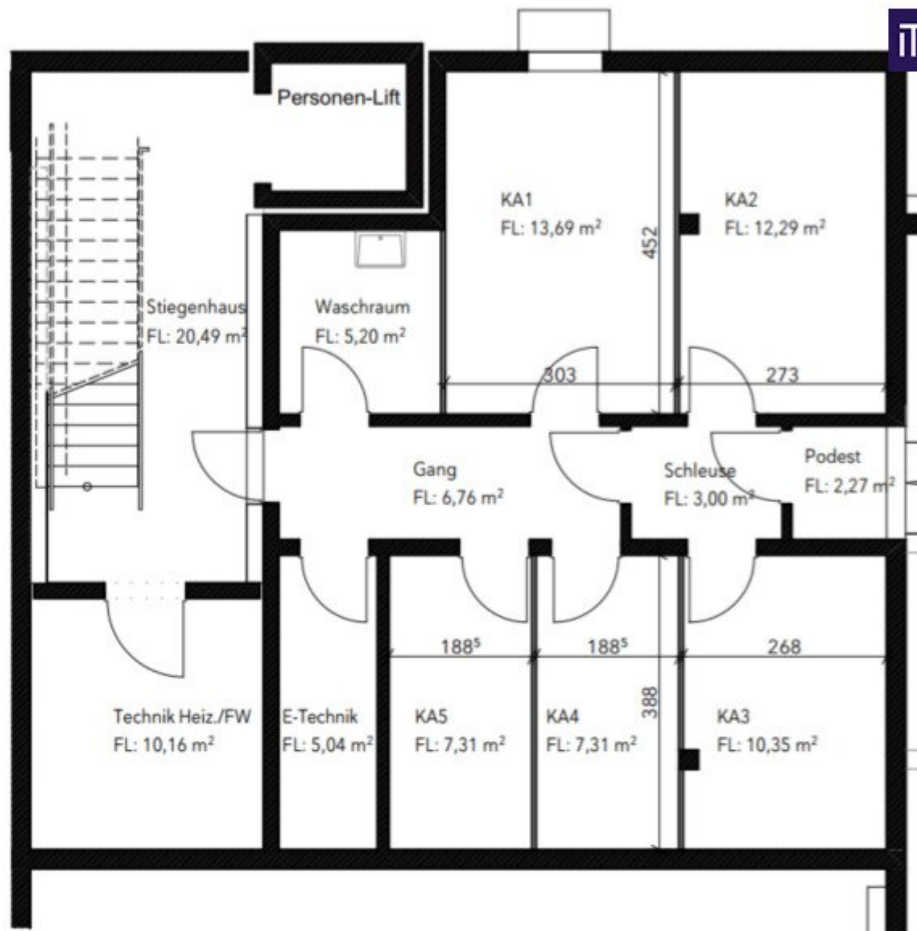 iT
Personen-Lift
KA1
FL: 13,69 m²
KA2
FL: 12,29 m²
452
Stiegenhaus
FL: 20,49 m²
Waschraum
FL: 5,20 m²
303
273
Gang
FL: 6,76 m²
Schleuse
FL: 3,00 m²
Podest
FL: 2,27 m²
188⁵
188⁵
268
388
Technik Heiz./FW
FL: 10,16 m²
E-Technik
FL: 5,04 m²
KA5
FL: 7,31 m²
KA4
FL: 7,31 m²
KA3
FL: 10,35 m²